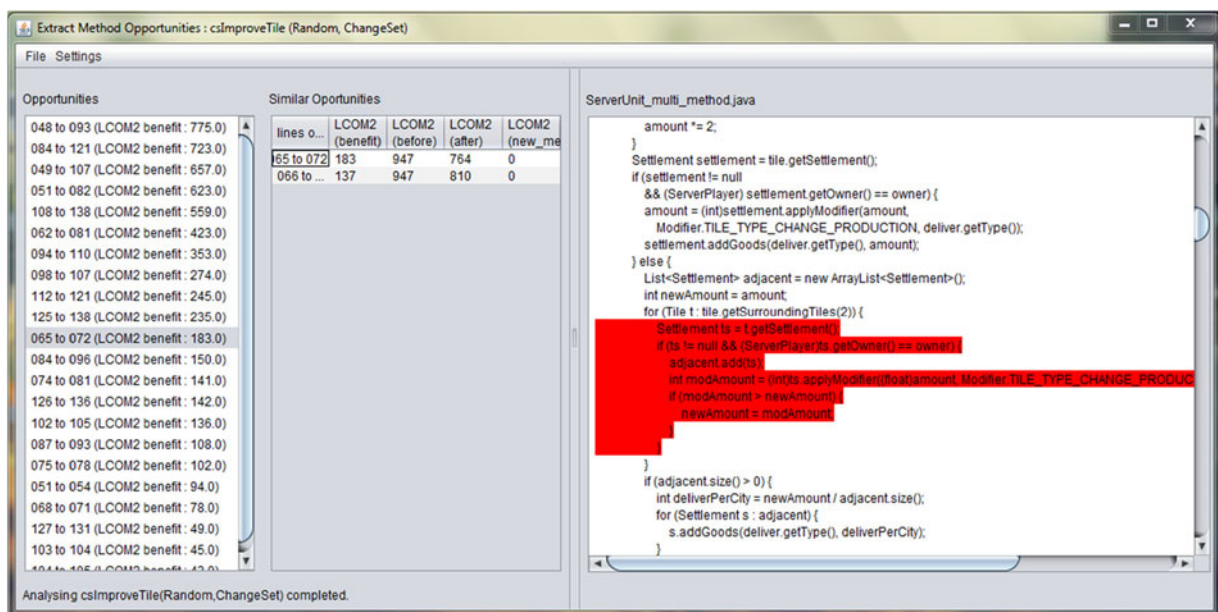 Extract Method Opportunities : csImproveTile (Random, ChangeSet)
File Settings
Opportunities
048 to 093 (LCOM2 benefit : 775.0)
084 to 121 (LCOM2 benefit : 723.0)
049 to 107 (LCOM2 benefit : 657.0)
051 to 082 (LCOM2 benefit : 623.0)
108 to 138 (LCOM2 benefit : 559.0)
062 to 081 (LCOM2 benefit : 423.0)
094 to 110 (LCOM2 benefit : 353.0)
098 to 107 (LCOM2 benefit : 274.0)
112 to 121 (LCOM2 benefit : 245.0)
125 to 138 (LCOM2 benefit : 235.0)
065 to 072 (LCOM2 benefit : 183.0)
084 to 096 (LCOM2 benefit : 150.0)
074 to 081 (LCOM2 benefit : 141.0)
126 to 136 (LCOM2 benefit : 142.0)
102 to 105 (LCOM2 benefit : 136.0)
087 to 093 (LCOM2 benefit : 108.0)
075 to 078 (LCOM2 benefit : 102.0)
051 to 054 (LCOM2 benefit : 94.0)
068 to 071 (LCOM2 benefit : 78.0)
127 to 131 (LCOM2 benefit : 49.0)
103 to 104 (LCOM2 benefit : 45.0)
Similar Oportunities
lines o... LCOM2 (benefit) LCOM2 (before) LCOM2 (after) LCOM2 (new_me
065 to 072 183 947 764 0
066 to ... 137 947 810 0
ServerUnit_multi_method.java
amount *= 2;
}
Settlement settlement = tile.getSettlement();
if (settlement != null
&& (ServerPlayer) settlement.getOwner() == owner) {
amount = (int)settlement.applyModifier(amount,
Modifier.TILE_TYPE_CHANGE_PRODUCTION, deliver.getType());
settlement.addGoods(deliver.getType(), amount);
} else {
List<Settlement> adjacent = new ArrayList<Settlement>();
int newAmount = amount;
for (Tile t : tile.getSurroundingTiles(2)) {
Settlement ts = t.getSettlement();
if (ts != null && (ServerPlayer)ts.getOwner() == owner) {
adjacent.add(ts);
int modAmount = (int)ts.applyModifier((float)amount, Modifier.TILE_TYPE_CHANGE_PRODUC
if (modAmount > newAmount) {
newAmount = modAmount;
}
}
}
if (adjacent.size() > 0) {
int deliverPerCity = newAmount / adjacent.size();
for (Settlement s : adjacent) {
s.addGoods(deliver.getType(), deliverPerCity);
}
Analysing csImproveTile(Random,ChangeSet) completed.